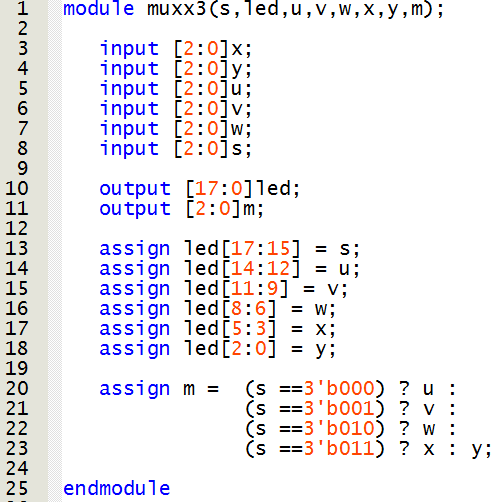 1 module muxx3(s,led,u,v,w,x,y,m);
2
3 input [2:0]x;
4 input [2:0]y;
5 input [2:0]u;
6 input [2:0]v;
7 input [2:0]w;
8 input [2:0]s;
9
10 output [17:0]led;
11 output [2:0]m;
12
13 assign led[17:15] = s;
14 assign led[14:12] = u;
15 assign led[11:9] = v;
16 assign led[8:6] = w;
17 assign led[5:3] = x;
18 assign led[2:0] = y;
19
20 assign m = (s ==3'b000) ? u :
21 (s ==3'b001) ? v :
22 (s ==3'b010) ? w :
23 (s ==3'b011) ? x : y;
24
25 endmodule